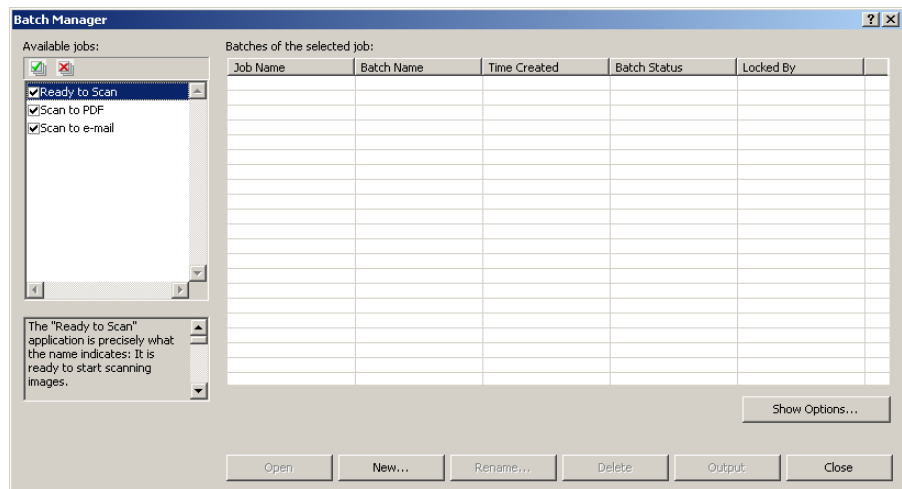 Batch Manager
Available jobs:
Batches of the selected job:
Job Name Batch Name Time Created Batch Status Locked By
Ready to Scan
Scan to PDF
Scan to e-mail
The "Ready to Scan"
application is precisely what
the name indicates: It is
ready to start scanning
images.
Show Options...
Open New... Rename... Delete Output Close